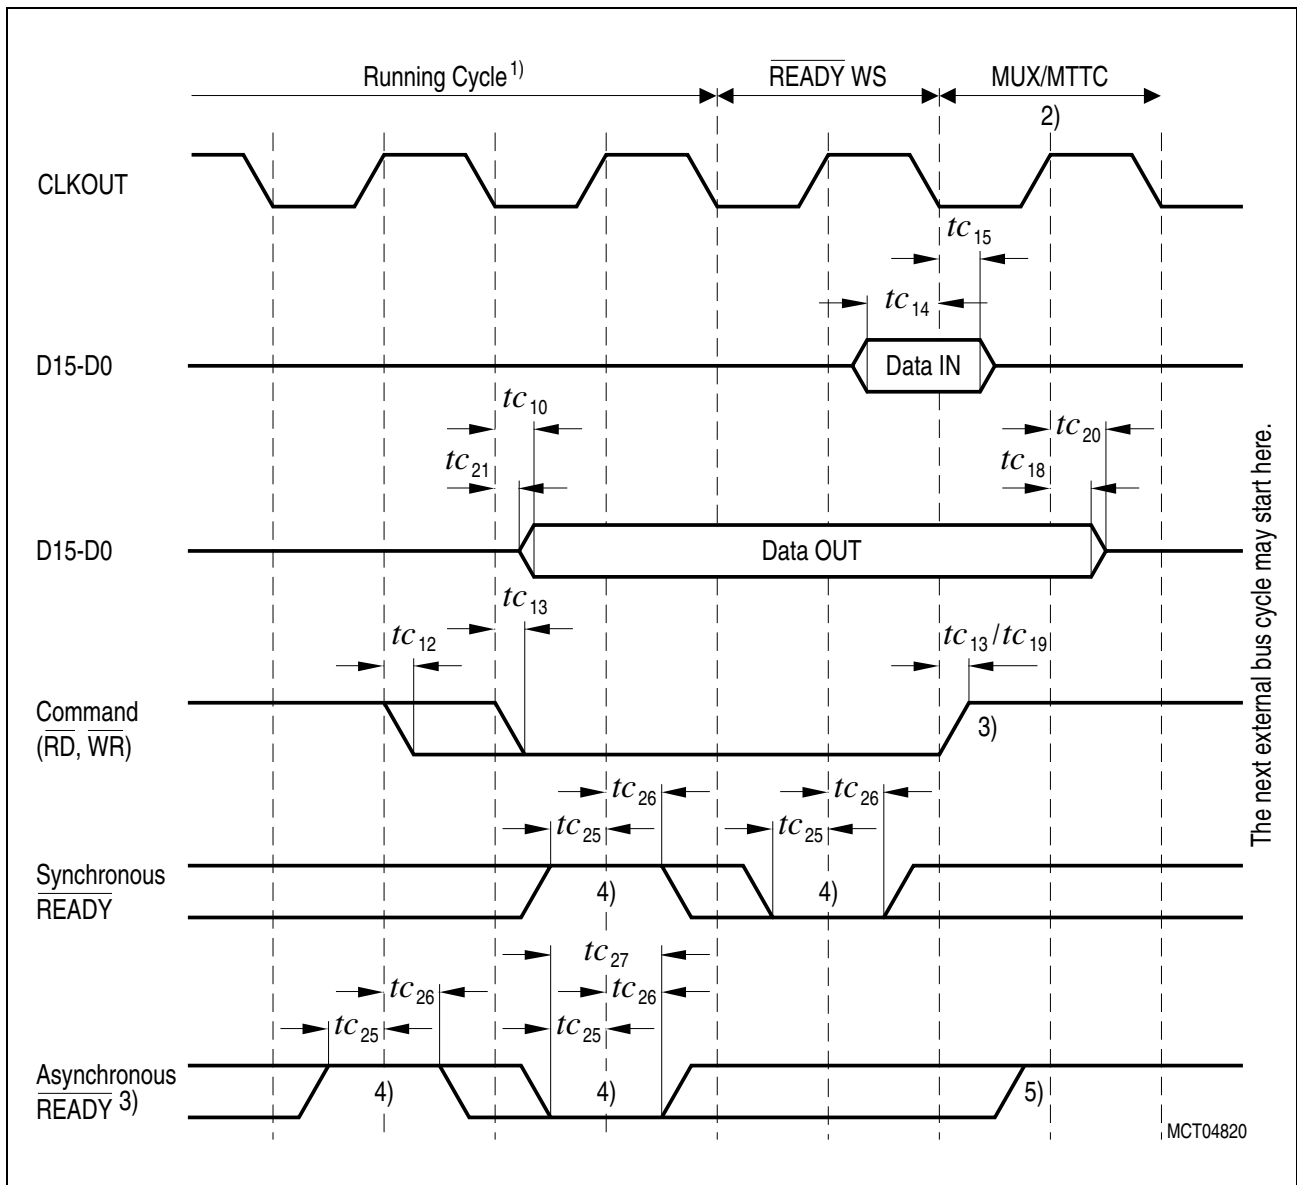 Running Cycle 1)
READY WS
MUX/MTTC
2)
CLKOUT
tc15
tc14
D15-D0
Data IN
tc10
tc20
tc21
tc18
D15-D0
Data OUT
tc13
tc12
tc13/tc19
Command
(RD, WR)
3)
tc26
tc26
tc25
tc25
Synchronous
READY
4)
4)
tc27
tc26
tc26
tc25
tc25
Asynchronous
READY 3)
4)
4)
5)
The next external bus cycle may start here.
MCT04820